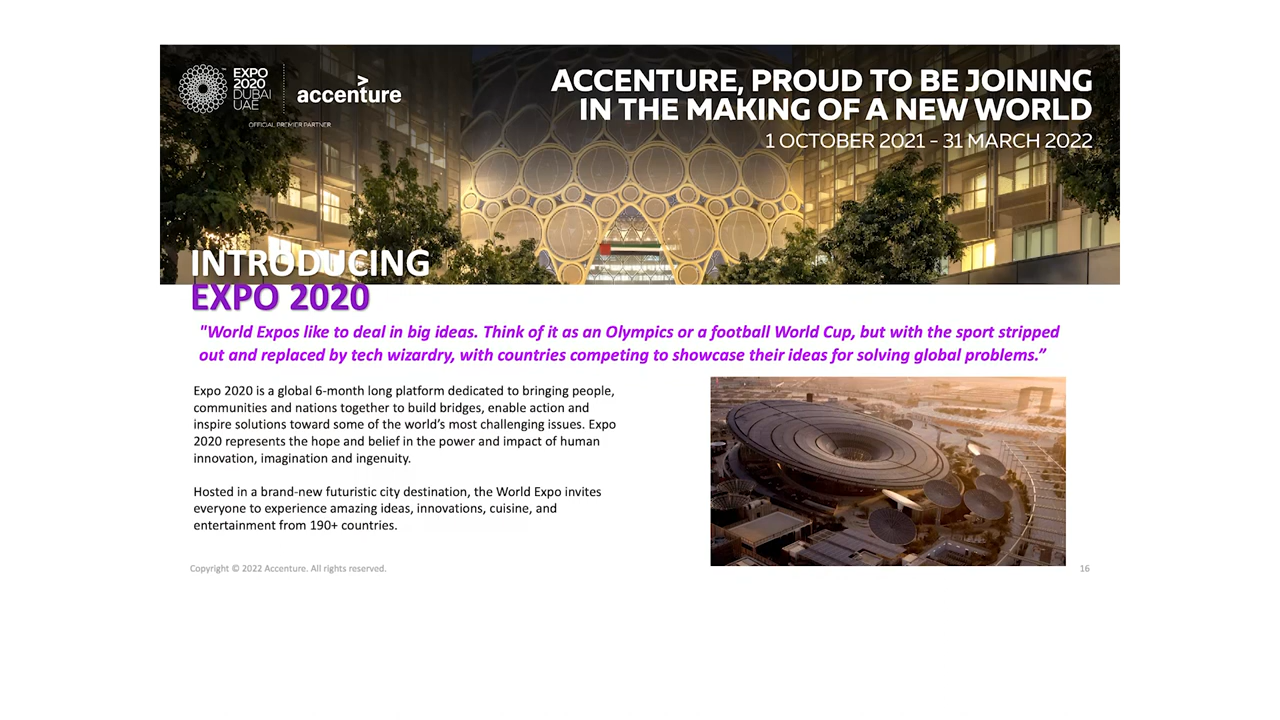 EXPO
2020
DUBAI
UAE
accenture
OFFICIAL PREMIER PARTNER
ACCENTURE, PROUD TO BE JOINING
IN THE MAKING OF A NEW WORLD
1 OCTOBER 2021 - 31 MARCH 2022
INTRODUCING
EXPO 2020
"World Expos like to deal in big ideas. Think of it as an Olympics or a football World Cup, but with the sport stripped
out and replaced by tech wizardry, with countries competing to showcase their ideas for solving global problems.”
Expo 2020 is a global 6-month long platform dedicated to bringing people,
communities and nations together to build bridges, enable action and
inspire solutions toward some of the world’s most challenging issues. Expo
2020 represents the hope and belief in the power and impact of human
innovation, imagination and ingenuity.
Hosted in a brand-new futuristic city destination, the World Expo invites
everyone to experience amazing ideas, innovations, cuisine, and
entertainment from 190+ countries.
Copyright © 2022 Accenture. All rights reserved.
16